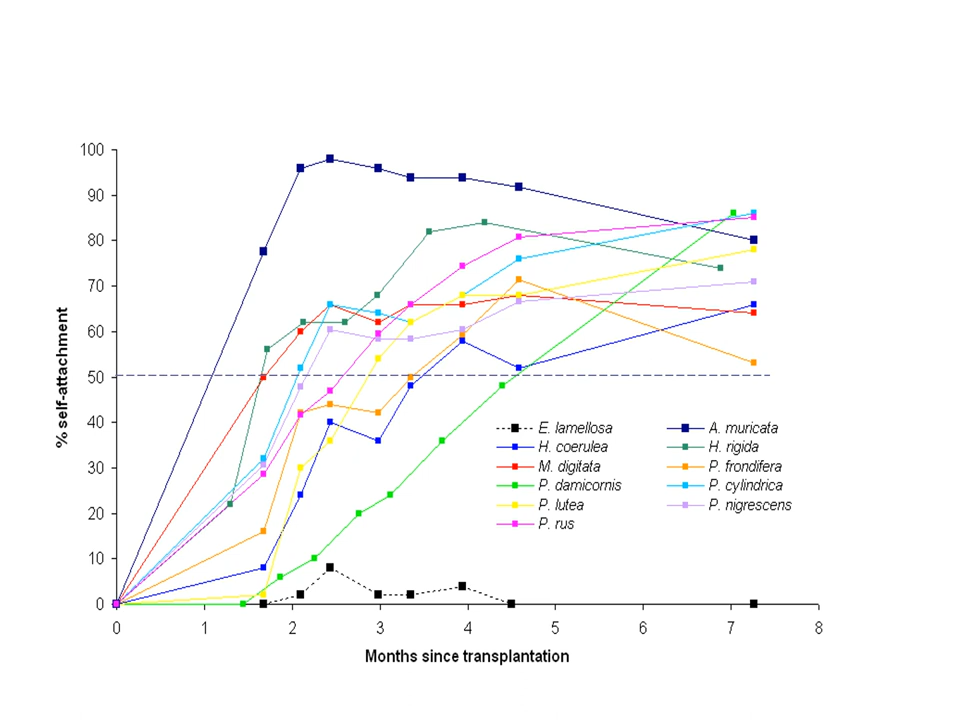 100
90
80
70
60
50
40
30
20
10
0
% self-attachment
0 1 2 3 4 5 6 7 8
Months since transplantation
E. lamellosa A. muricata
H. coerulea H. rigida
M. digitata P. frondifera
P. damicornis P. cylindrica
P. lutea P. nigrescens
P. rus